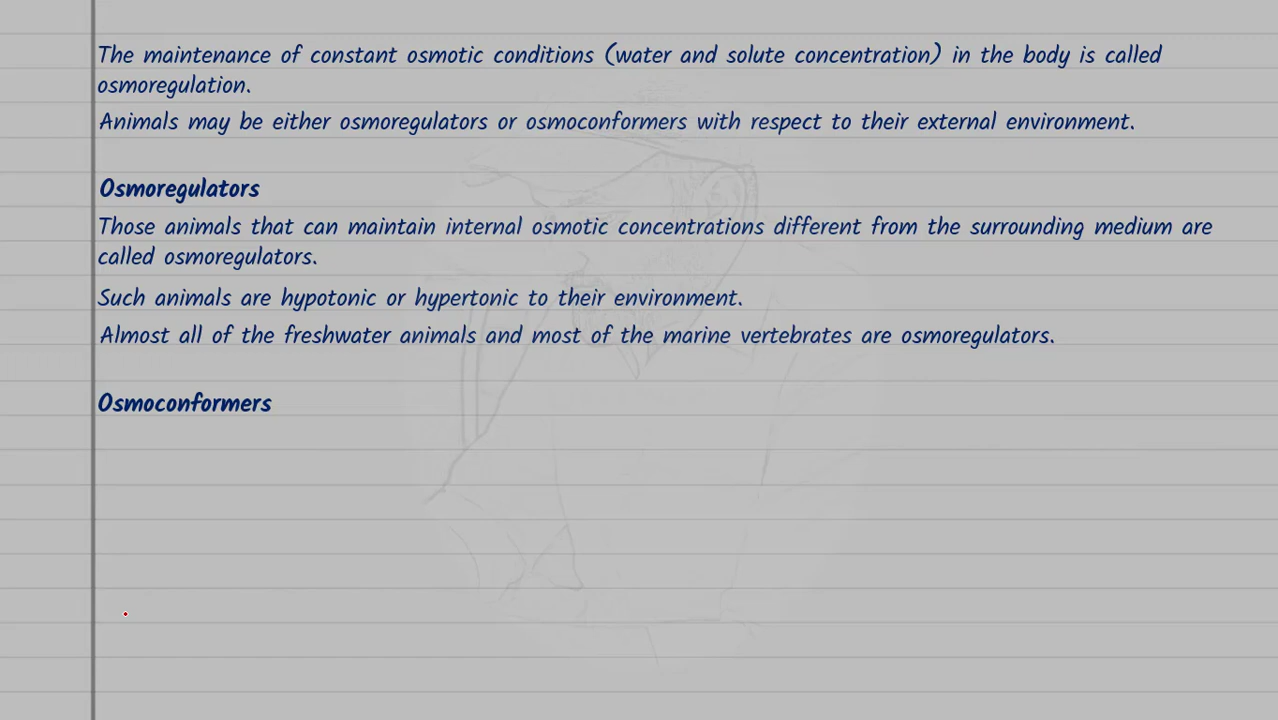 The maintenance of constant osmotic conditions (water and solute concentration) in the body is called
osmoregulation.
Animals may be either osmoregulators or osmoconformers with respect to their external environment.
Osmoregulators
Those animals that can maintain internal osmotic concentrations different from the surrounding medium are
called osmoregulators.
Such animals are hypotonic or hypertonic to their environment.
Almost all of the freshwater animals and most of the marine vertebrates are osmoregulators.
Osmoconformers